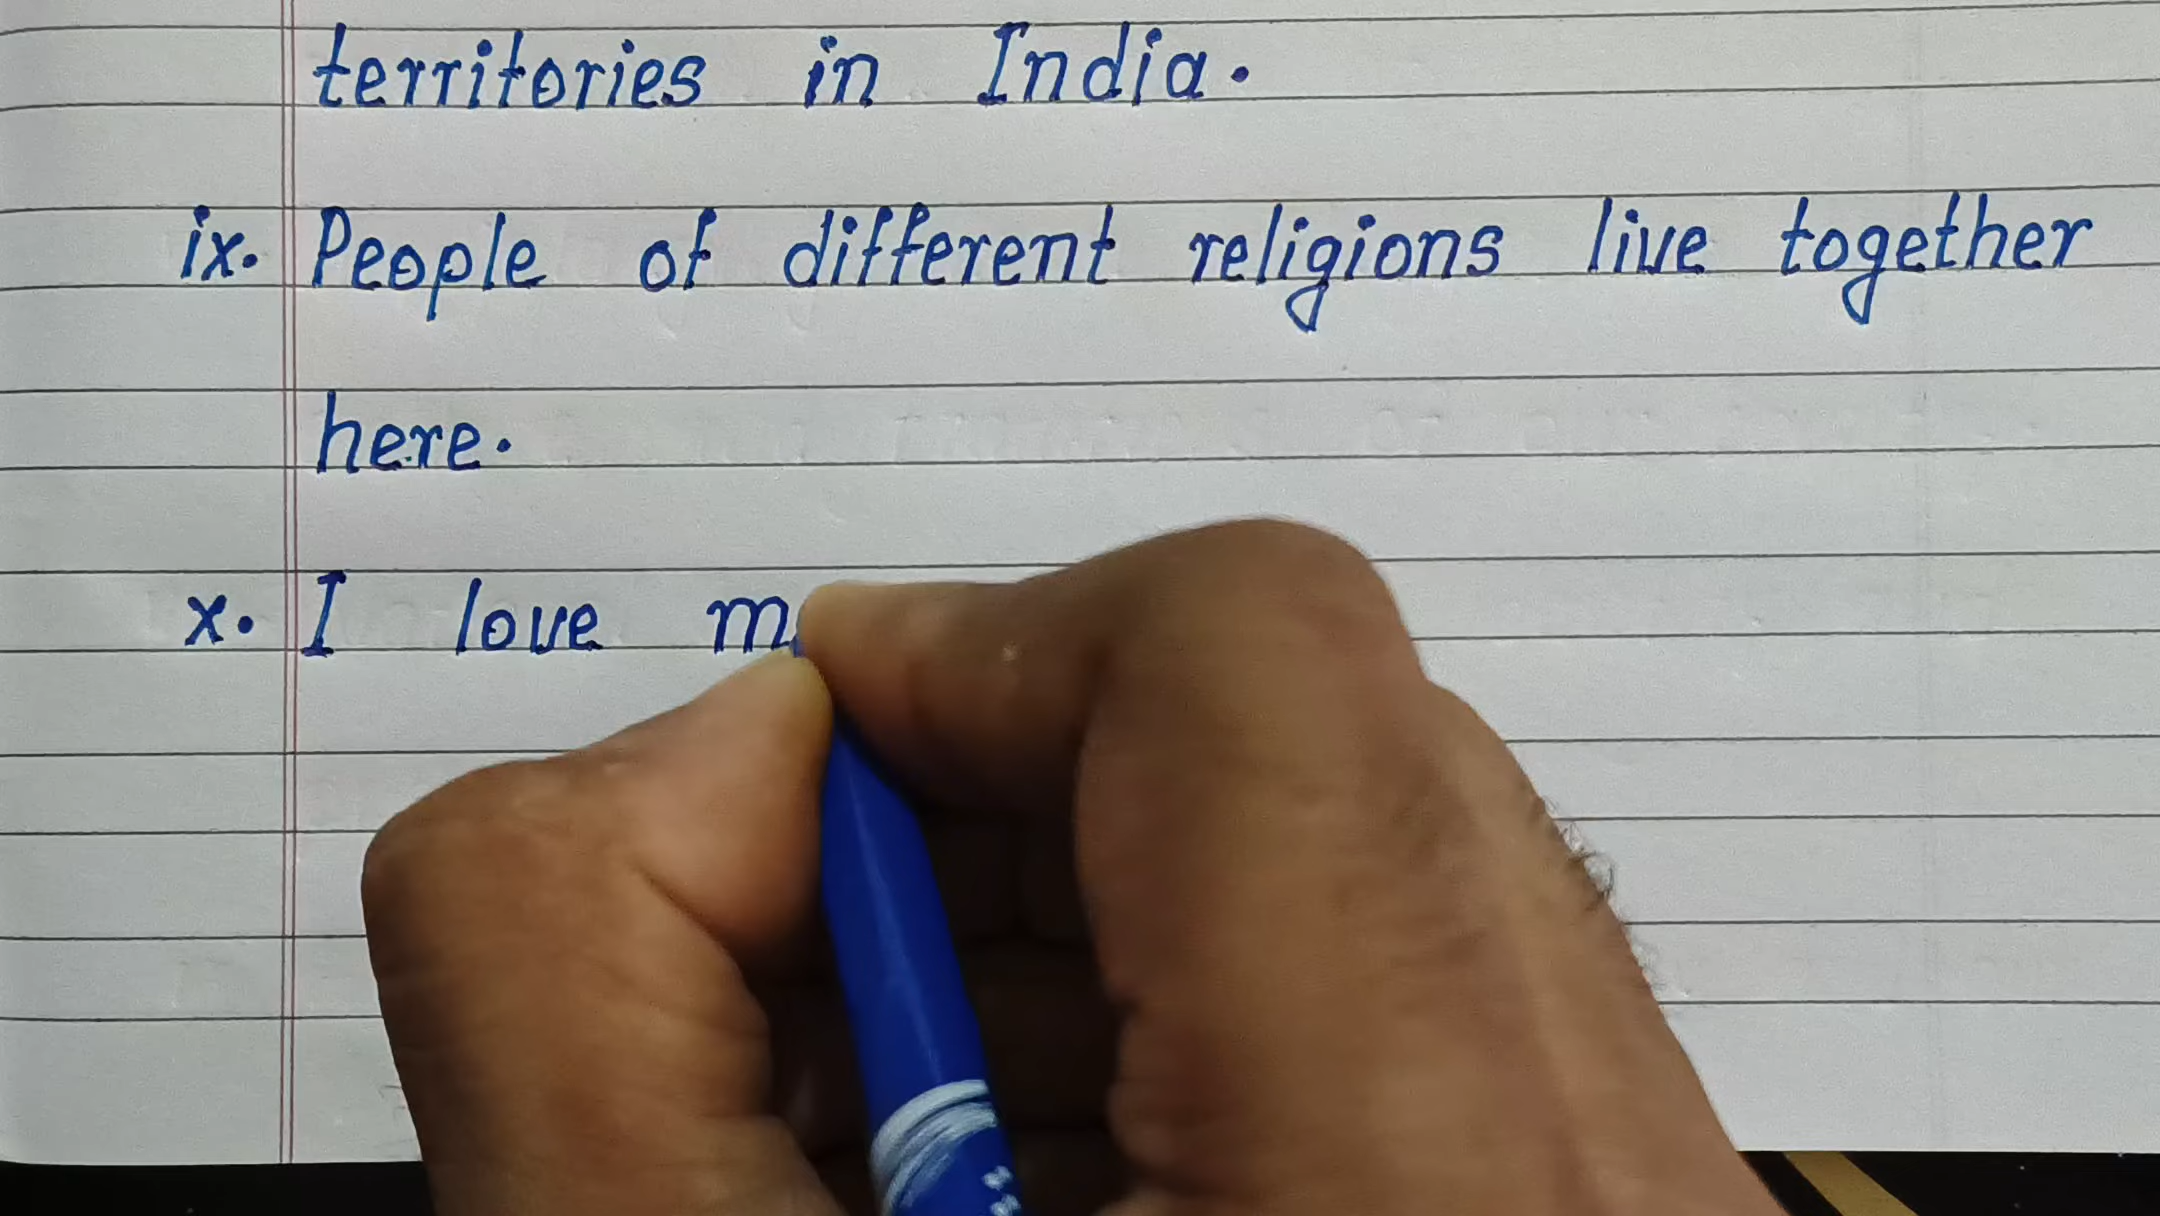 territories in India.
ix. People of different religions live together
here.
x. I love m